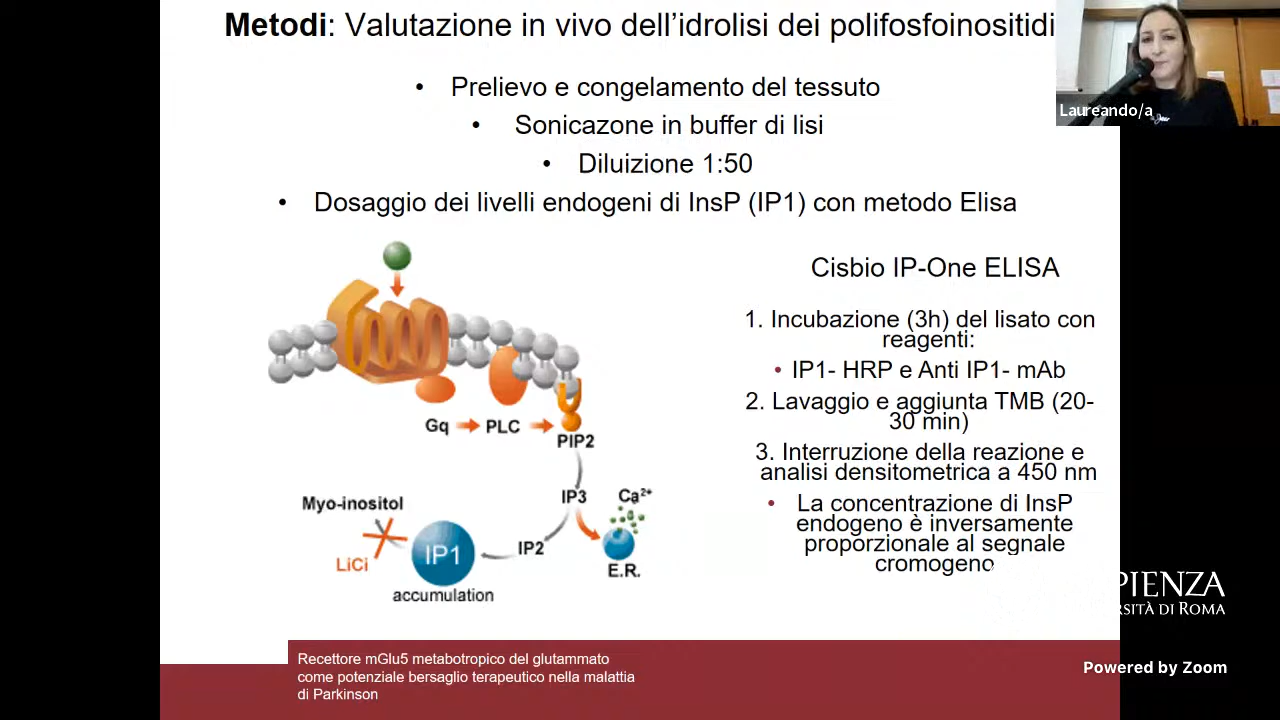 Metodi: Valutazione in vivo dell'idrolisi dei polifosfoinositidi
Laureando/a
• Prelievo e congelamento del tessuto
• Sonicazone in buffer di lisi
• Diluizione 1:50
• Dosaggio dei livelli endogeni di InsP (IP1) con metodo Elisa
Cisbio IP-One ELISA
1. Incubazione (3h) del lisato con
reagenti:
• IP1- HRP e Anti IP1- mAb
2. Lavaggio e aggiunta TMB (20-
30 min)
3. Interruzione della reazione e
analisi densitometrica a 450 nm
• La concentrazione di InsP
endogeno è inversamente
proporzionale al segnale
cromogeno
Gq
PLC
PIP2
IP3
Ca²⁺
Myo-inositol
IP2
IP1
LiCi
E.R.
accumulation
PIENZA
RSITÀ DI ROMA
Recettore mGlu5 metabotropico del glutammato
come potenziale bersaglio terapeutico nella malattia
di Parkinson
Powered by Zoom